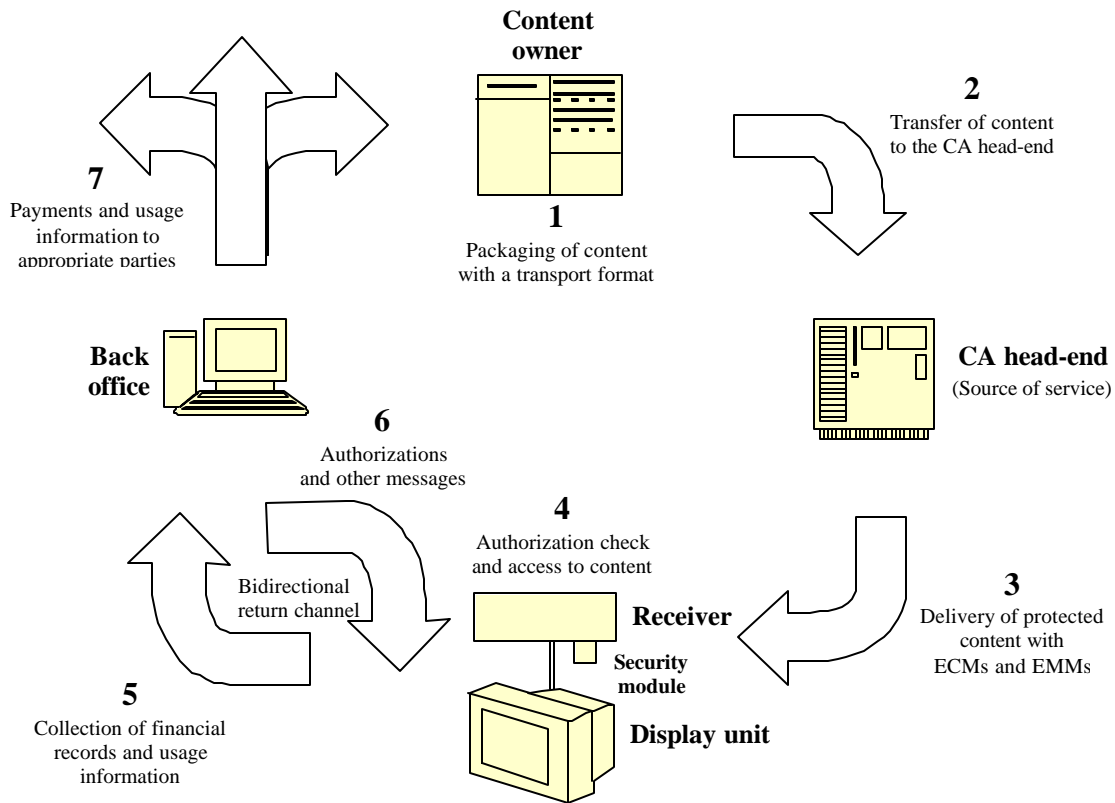 Content
owner
1
Packaging of content
with a transport format
2
Transfer of content
to the CA head-end
CA head-end
(Source of service)
3
Delivery of protected
content with
ECMs and EMMs
4
Authorization check
and access to content
Receiver
Security
module
Display unit
5
Collection of financial
records and usage
information
Bidirectional
return channel
6
Authorizations
and other messages
Back
office
7
Payments and usage
information to
appropriate parties